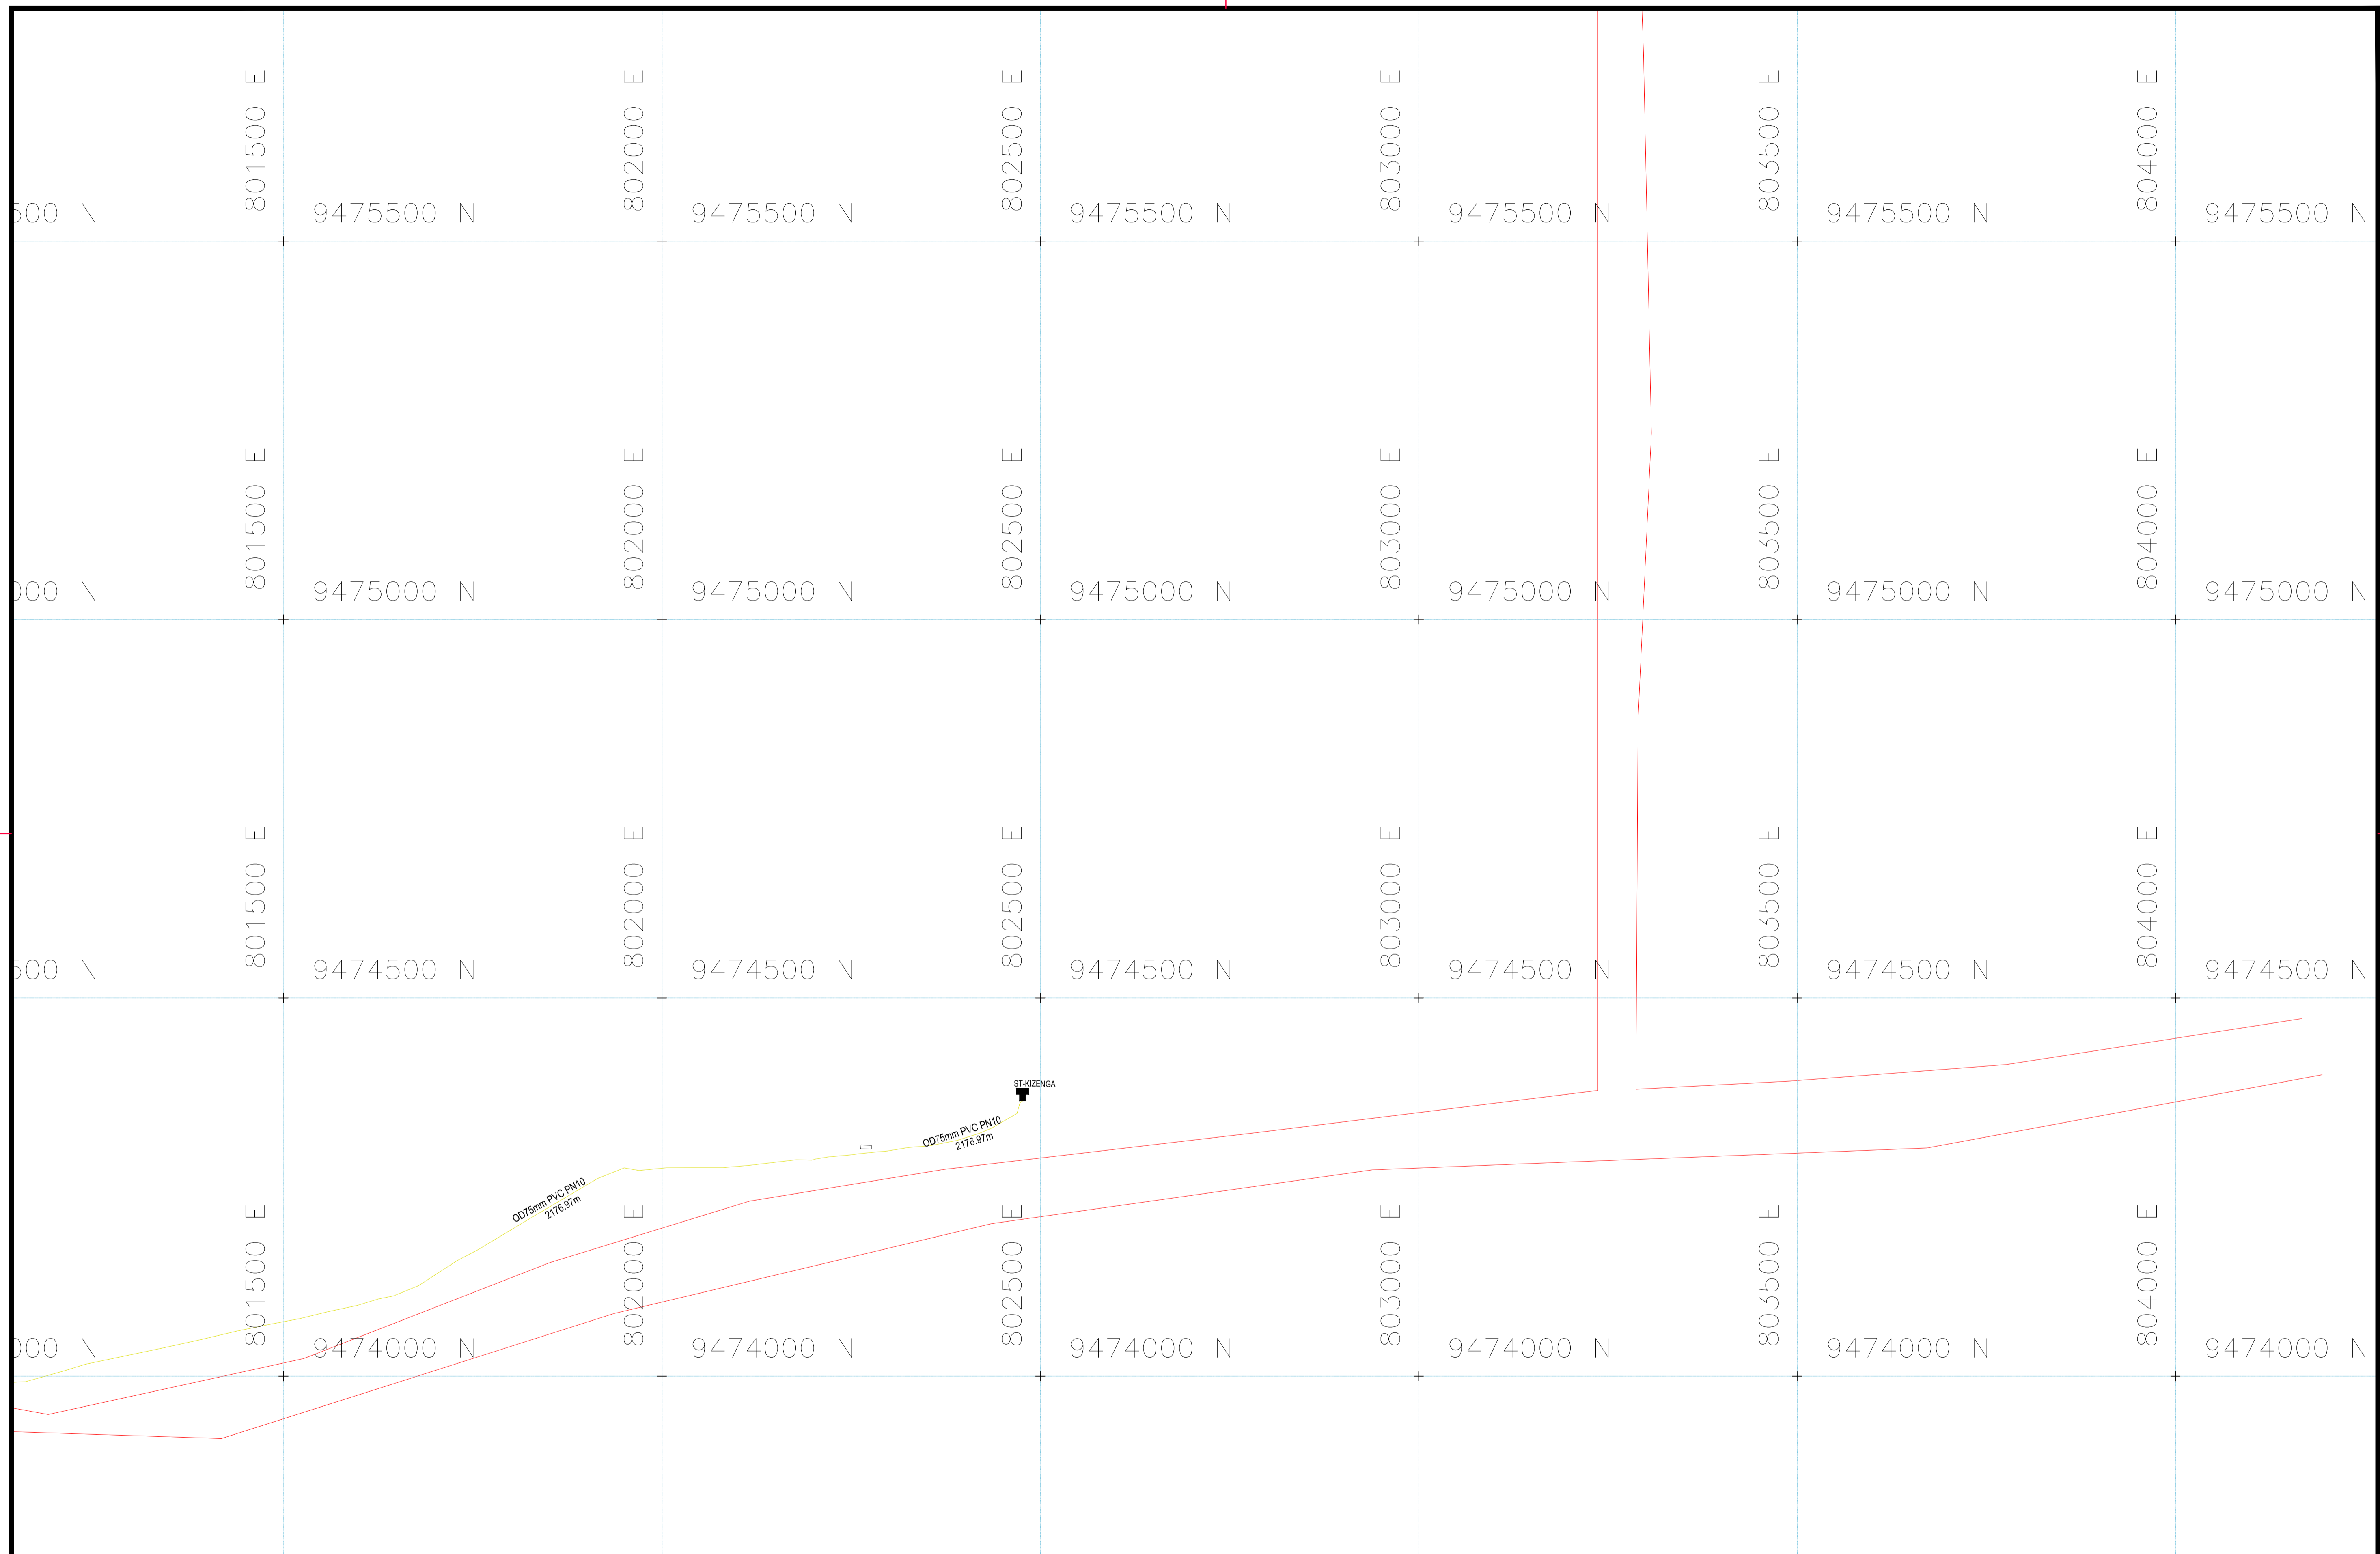 801500 E 802000 E 802500 E 803000 E 803500 E 804000 E
500 N 9475500 N 9475500 N 9475500 N 9475500 N 9475500 N 9475500 N
801500 E 802000 E 802500 E 803000 E 803500 E 804000 E
000 N 9475000 N 9475000 N 9475000 N 9475000 N 9475000 N 9475000 N
801500 E 802000 E 802500 E 803000 E 803500 E 804000 E
500 N 9474500 N 9474500 N 9474500 N 9474500 N 9474500 N 9474500 N
ST-KIZENGA
OD75mm PVC PN10
2176.97m
OD75mm PVC PN10
2176.97m
801500 E 802000 E 802500 E 803000 E 803500 E 804000 E
000 N 9474000 N 9474000 N 9474000 N 9474000 N 9474000 N 9474000 N